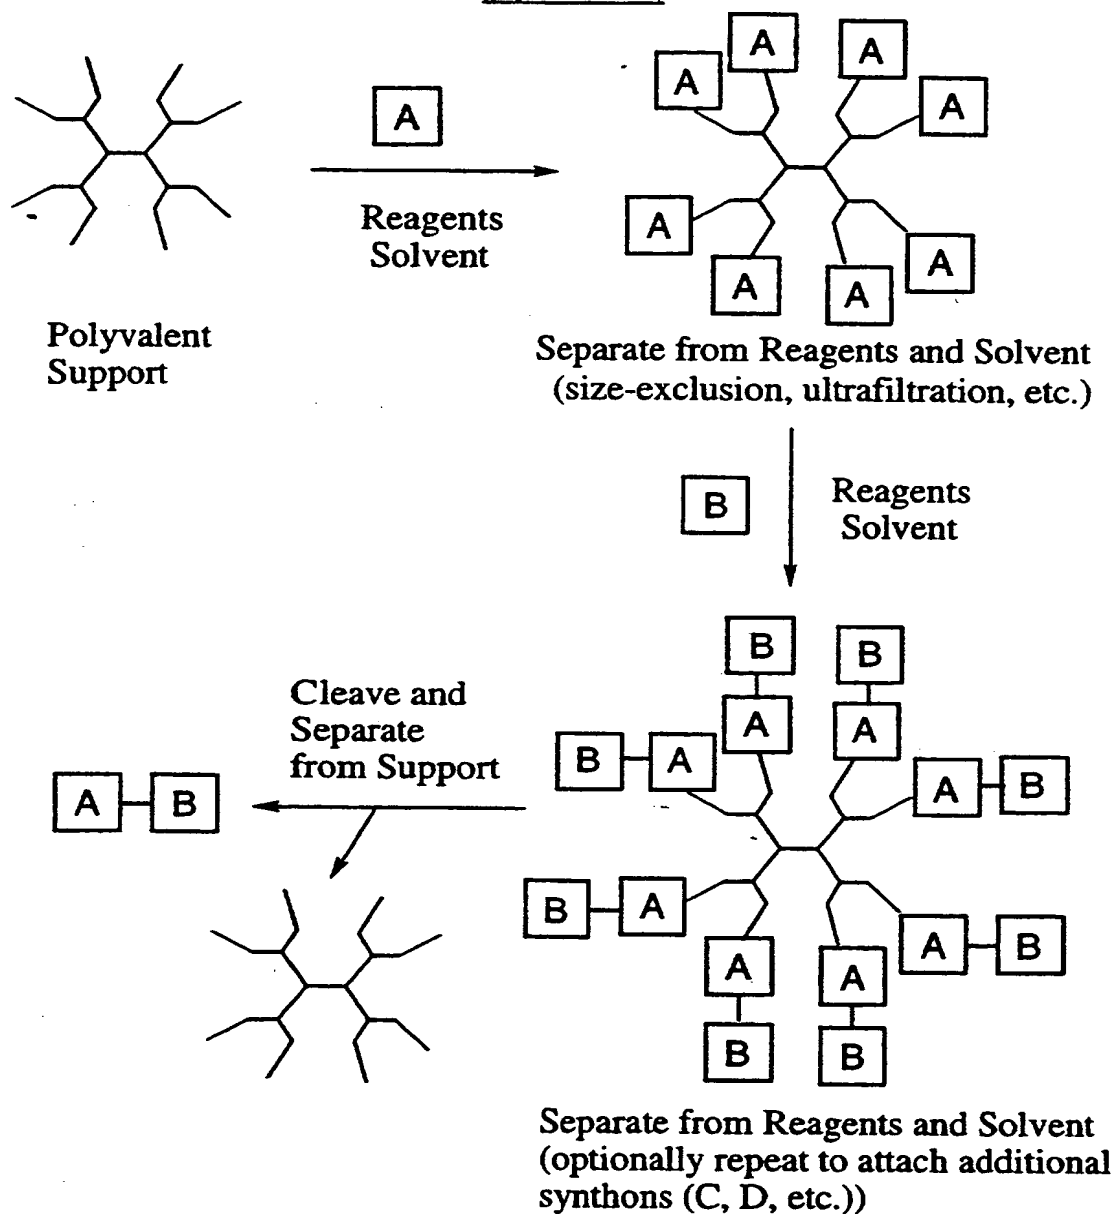 A
A
A
A
A
Reagents
Solvent
A
A
A
A
Polyvalent
Support
Separate from Reagents and Solvent
(size-exclusion, ultrafiltration, etc.)
B
Reagents
Solvent
B
B
Cleave and
Separate
from Support
A
A
B
A
A
B
A
B
B
A
A
B
A
B
A
B
B
Separate from Reagents and Solvent
(optionally repeat to attach additional
synthons (C, D, etc.))